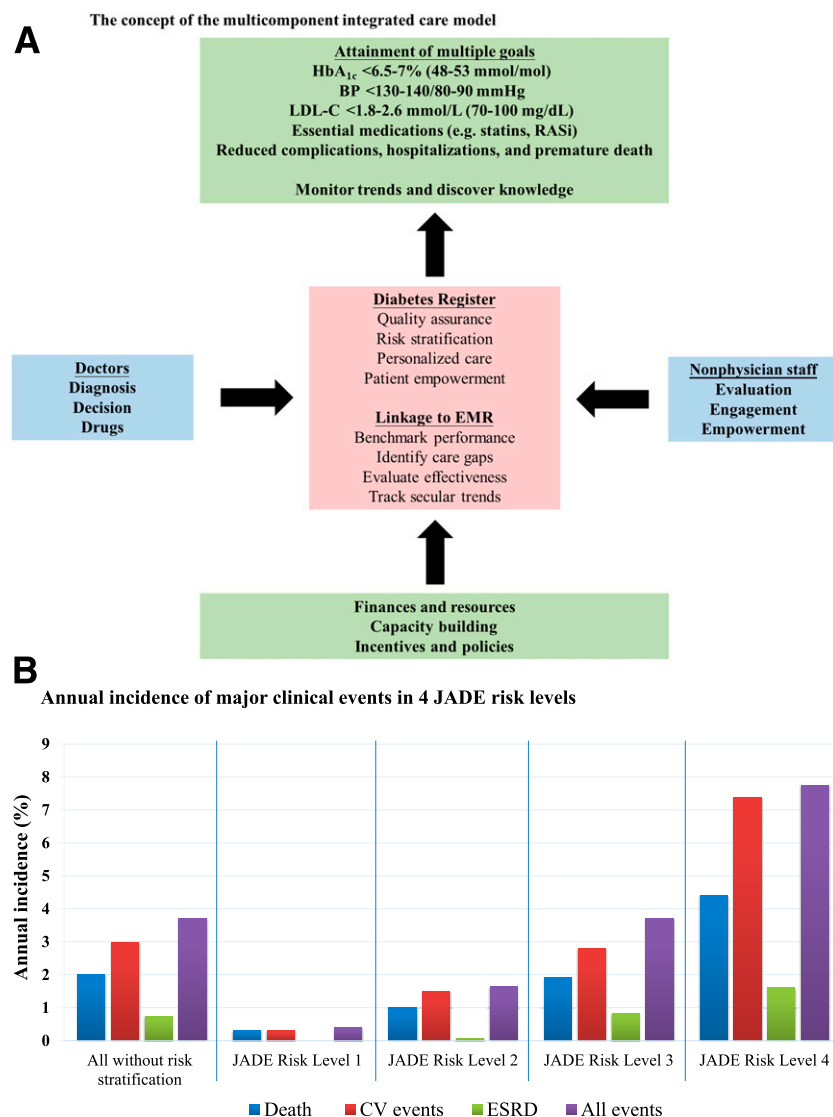 A
The concept of the multicomponent integrated care model
Attainment of multiple goals
HbA1c <6.5-7% (48-53 mmol/mol)
BP <130-140/80-90 mmHg
LDL-C <1.8-2.6 mmol/L (70-100 mg/dL)
Essential medications (e.g. statins, RASi)
Reduced complications, hospitalizations, and premature death
Monitor trends and discover knowledge
Doctors
Diagnosis
Decision
Drugs
Diabetes Register
Quality assurance
Risk stratification
Personalized care
Patient empowerment
Linkage to EMR
Benchmark performance
Identify care gaps
Evaluate effectiveness
Track secular trends
Nonphysician staff
Evaluation
Engagement
Empowerment
Finances and resources
Capacity building
Incentives and policies
B
Annual incidence of major clinical events in 4 JADE risk levels
Annual incidence (%)
9
8
7
6
5
4
3
2
1
0
All without risk
stratification
JADE Risk Level 1
JADE Risk Level 2
JADE Risk Level 3
JADE Risk Level 4
Death
CV events
ESRD
All events